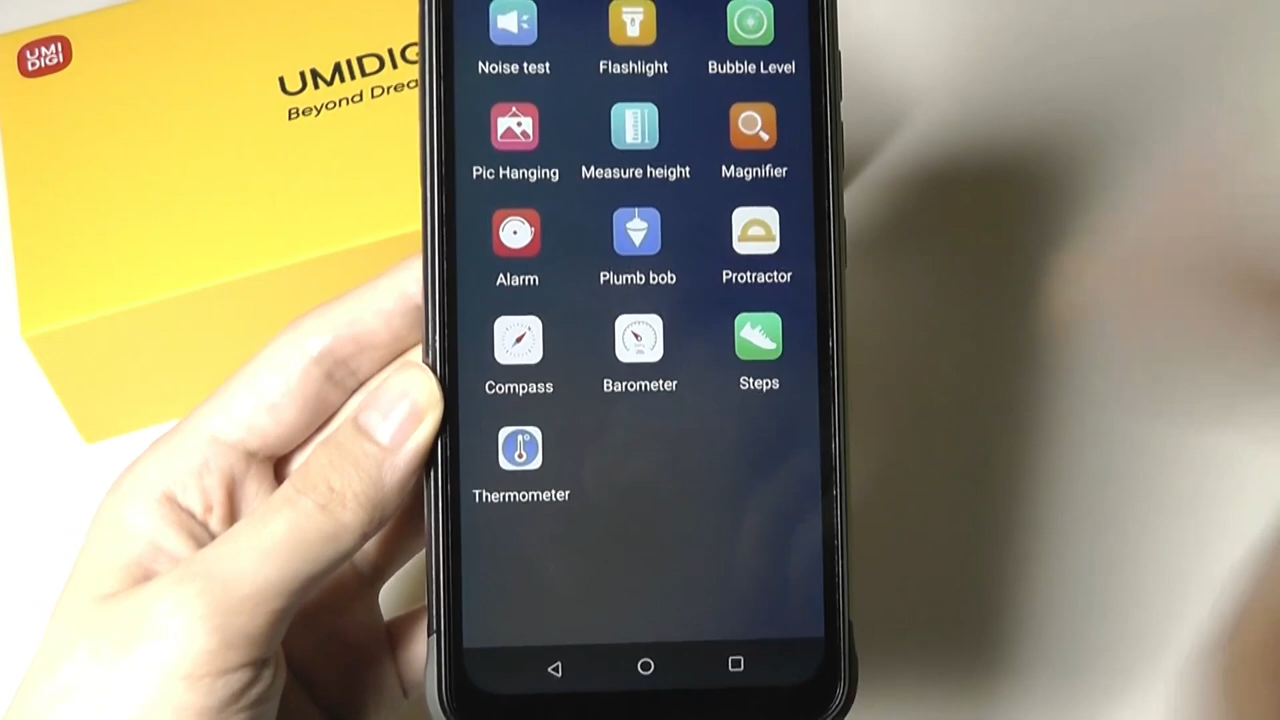 UMI
DIGI
UMIDIG
Beyond Drea
Noise test
Flashlight
Bubble Level
Pic Hanging
Measure height
Magnifier
Alarm
Plumb bob
Protractor
Compass
Barometer
Steps
Thermometer